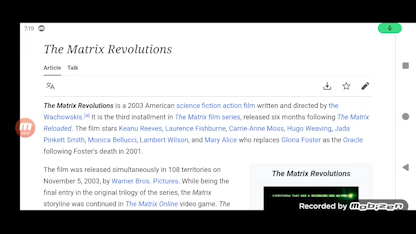 7:19
The Matrix Revolutions
Article Talk
The Matrix Revolutions is a 2003 American science fiction action film written and directed by the
Wachowskis.[a] It is the third installment in The Matrix film series, released six months following The Matrix
Reloaded. The film stars Keanu Reeves, Laurence Fishburne, Carrie-Anne Moss, Hugo Weaving, Jada
Pinkett Smith, Monica Bellucci, Lambert Wilson, and Mary Alice who replaces Gloria Foster as the Oracle
following Foster's death in 2001.
The film was released simultaneously in 108 territories on
November 5, 2003, by Warner Bros. Pictures. While being the
final entry in the original trilogy of the series, the Matrix
storyline was continued in The Matrix Online video game. The
The Matrix Revolutions
Recorded by Mobizen